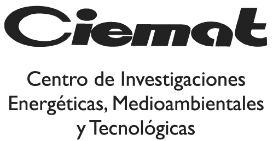 Ciemat
Centro de Investigaciones
Energéticas, Medioambientales
y Tecnológicas